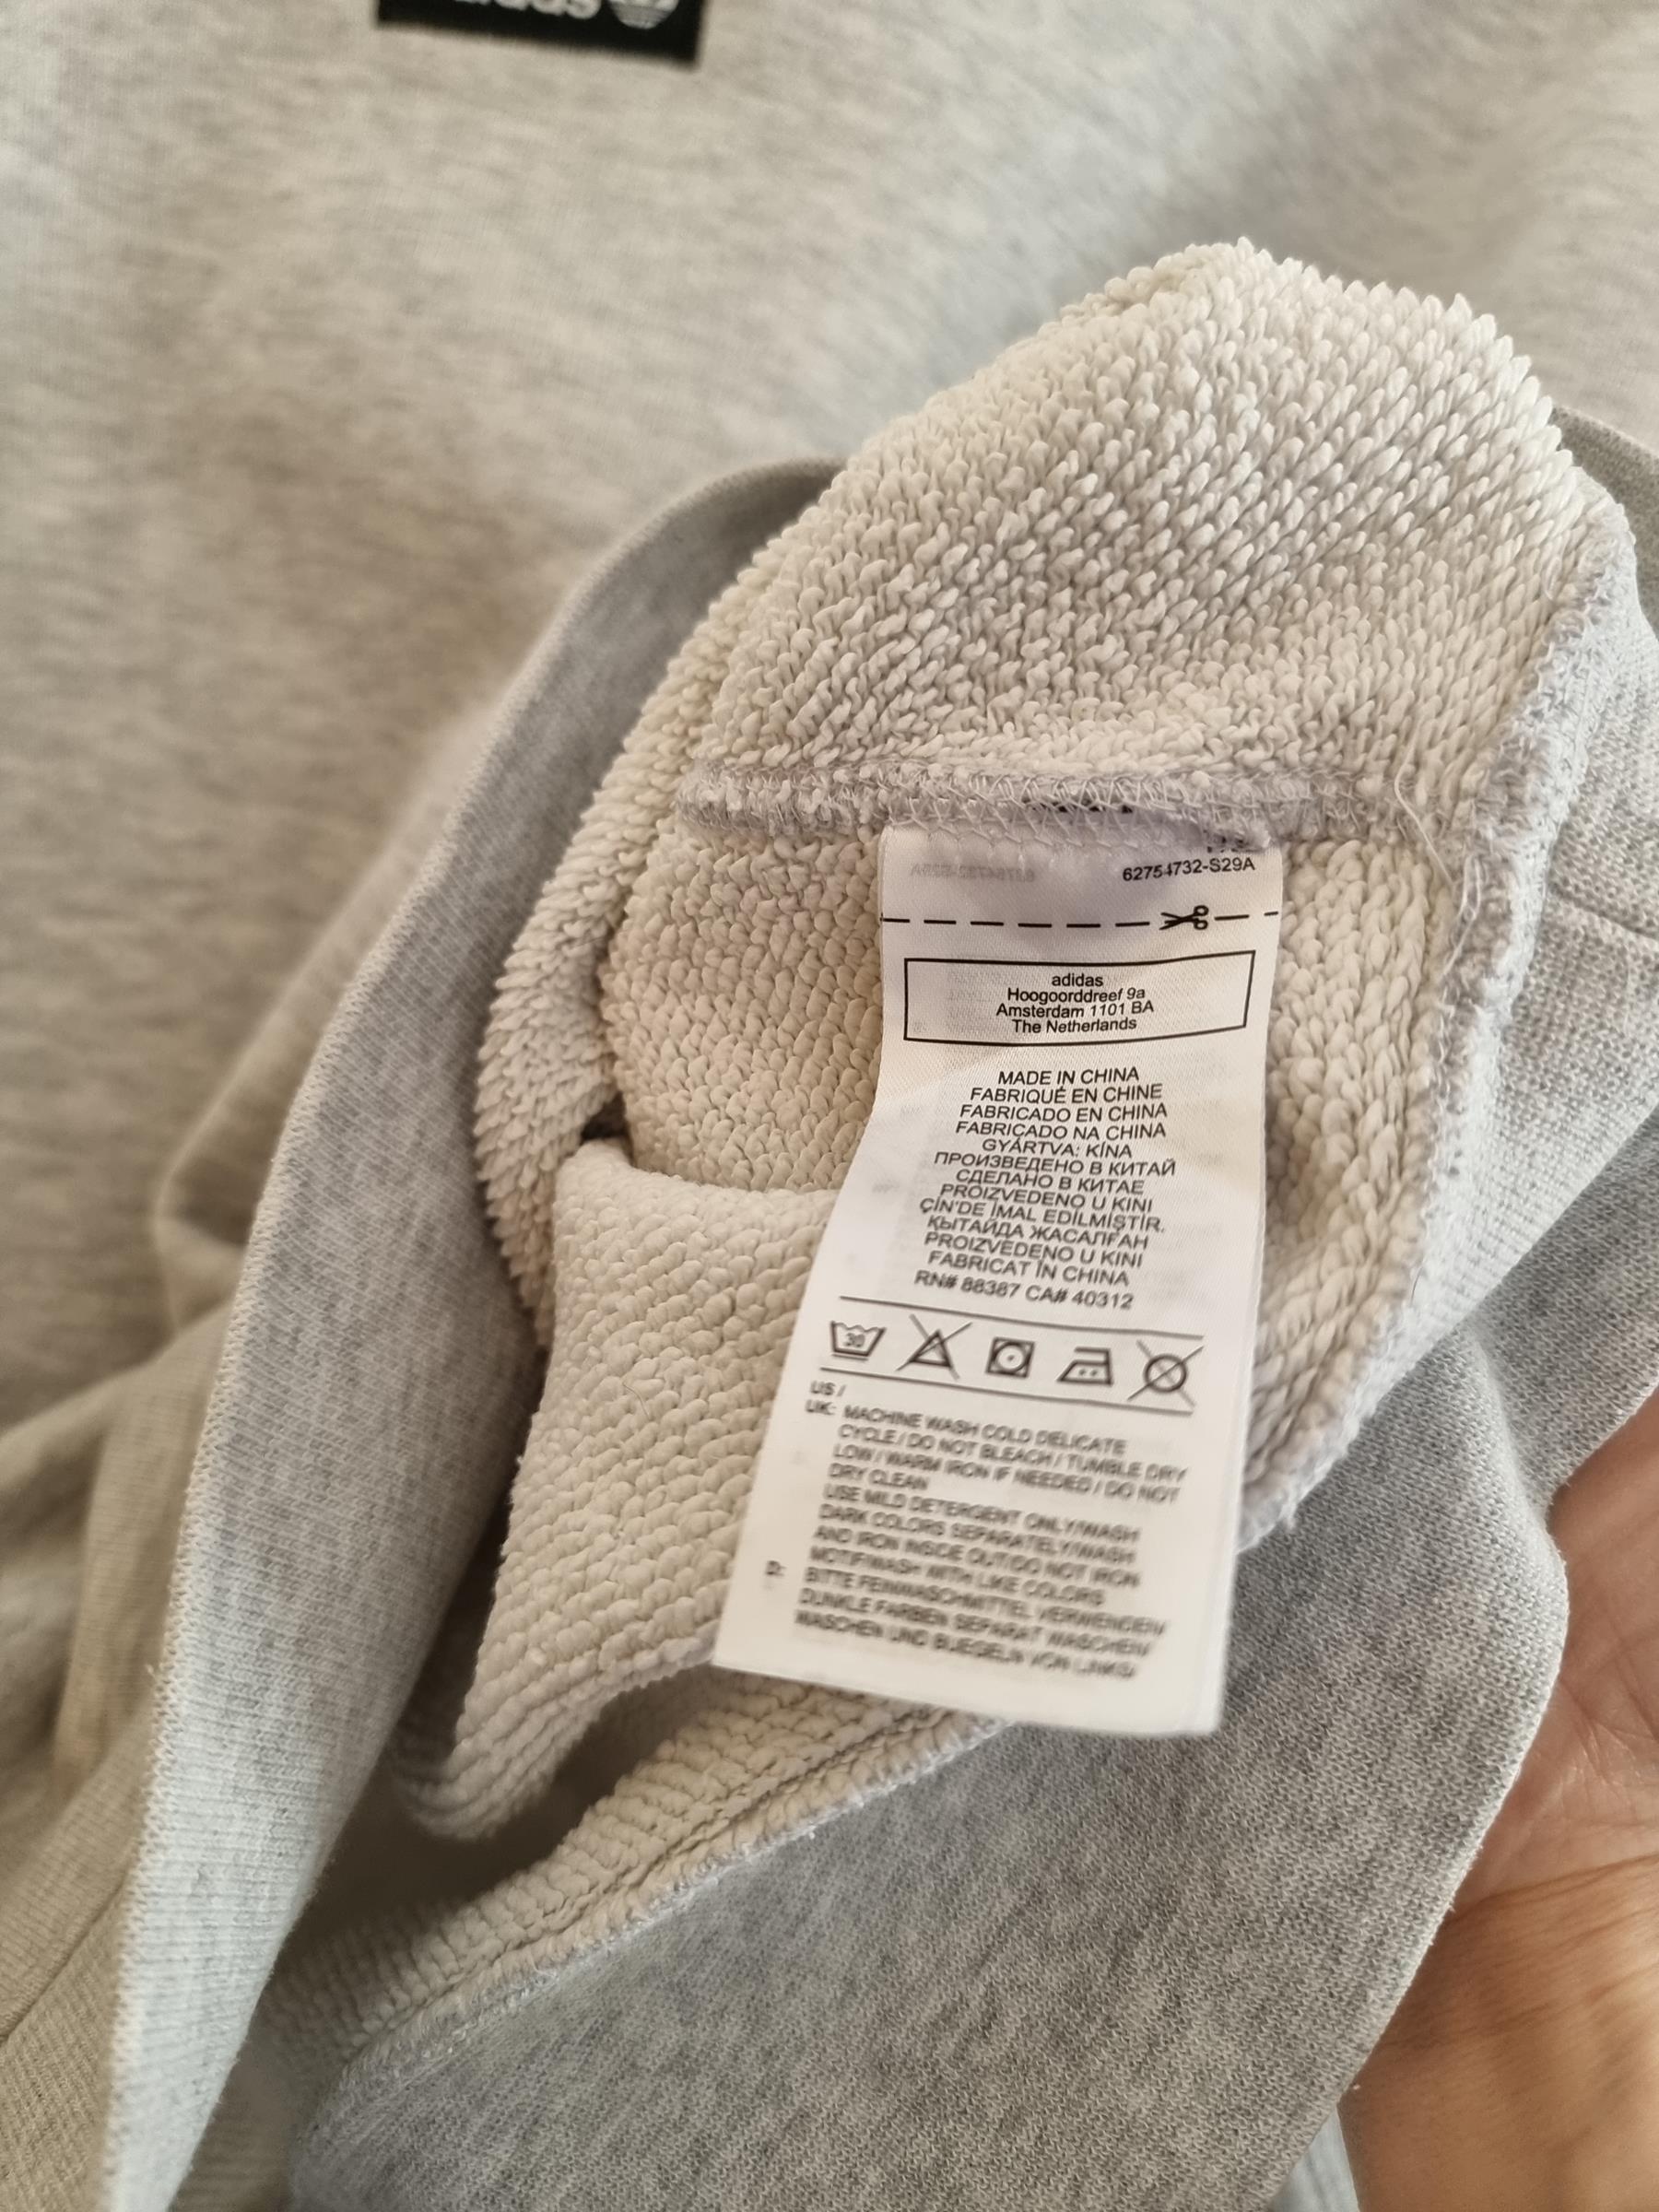 adidas
62754732-S29A
adidas
Hoogoorddreef 9a
Amsterdam 1101 BA
The Netherlands
MADE IN CHINA
FABRIQUÉ EN CHINE
FABRICADO EN CHINA
FABRICADO NA CHINA
GYÁRTVA: KÍNA
ПРОИЗВЕДЕНО В КИТАЙ
СДЕЛАНО В КИТАЕ
PROIZVEDENO U KINI
ÇİN'DE İMAL EDİLMİŞTİR.
ҚЫТАЙДА ЖАСАЛҒАН
PROIZVEDENO U KINI
FABRICAT ÎN CHINA
RN# 88387 CA# 40312
30
US /
UK: MACHINE WASH COLD DELICATE
CYCLE / DO NOT BLEACH / TUMBLE DRY
LOW / WARM IRON IF NEEDED / DO NOT
DRY CLEAN
USE MILD DETERGENT ONLY/WASH
DARK COLORS SEPARATELY/WASH
AND IRON INSIDE OUT/DO NOT IRON
MOTIF/WASH WITH LIKE COLORS
D: BITTE FEINWASCHMITTEL VERWENDEN/
DUNKLE FARBEN SEPARAT WASCHEN/
WASCHEN UND BUEGELN VON LINKS/